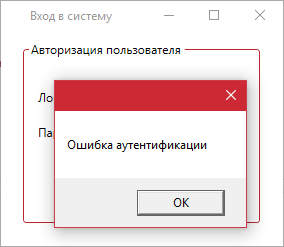 Вход в систему
Авторизация пользователя
Ошибка аутентификации
OK